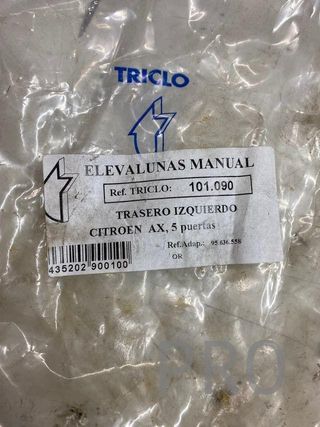 TRICLO
ELEVALUNAS MANUAL
Ref. TRICLO: 101.090
TRASERO IZQUIERDO
CITROEN AX, 5 puertas
Ref.Adap.: 95.636.558
OR
435202 900100
PRO